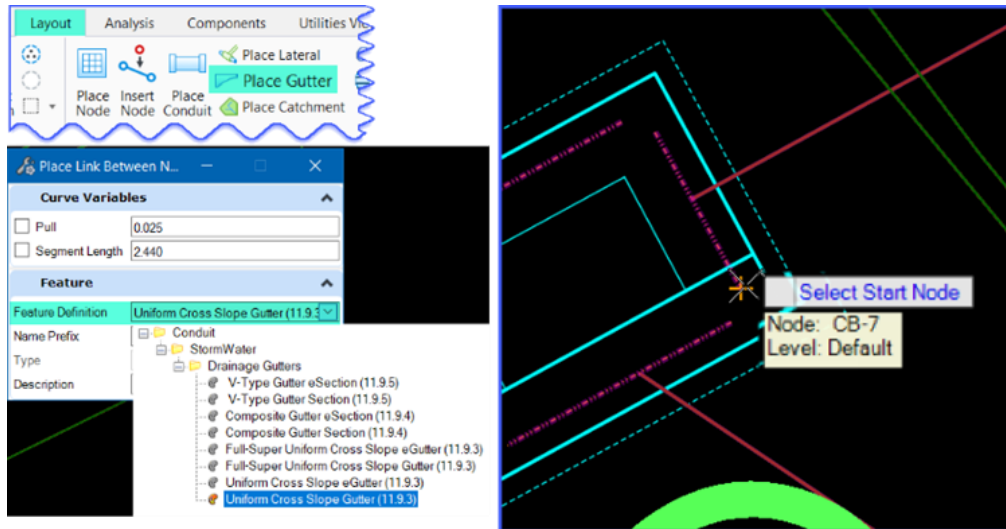 Layout Analysis Components Utilities Vie
Place Node
Insert Node
Place Conduit
Place Lateral
Place Gutter
Place Catchment
Place Link Between N...
Curve Variables
Pull 0.025
Segment Length 2.440
Feature
Feature Definition Uniform Cross Slope Gutter (11.9.3
Name Prefix
Type
Description
Conduit
StormWater
Drainage Gutters
V-Type Gutter eSection (11.9.5)
V-Type Gutter Section (11.9.5)
Composite Gutter eSection (11.9.4)
Composite Gutter Section (11.9.4)
Full-Super Uniform Cross Slope eGutter (11.9.3)
Full-Super Uniform Cross Slope Gutter (11.9.3)
Uniform Cross Slope eGutter (11.9.3)
Uniform Cross Slope Gutter (11.9.3)
Select Start Node
Node: CB-7
Level: Default